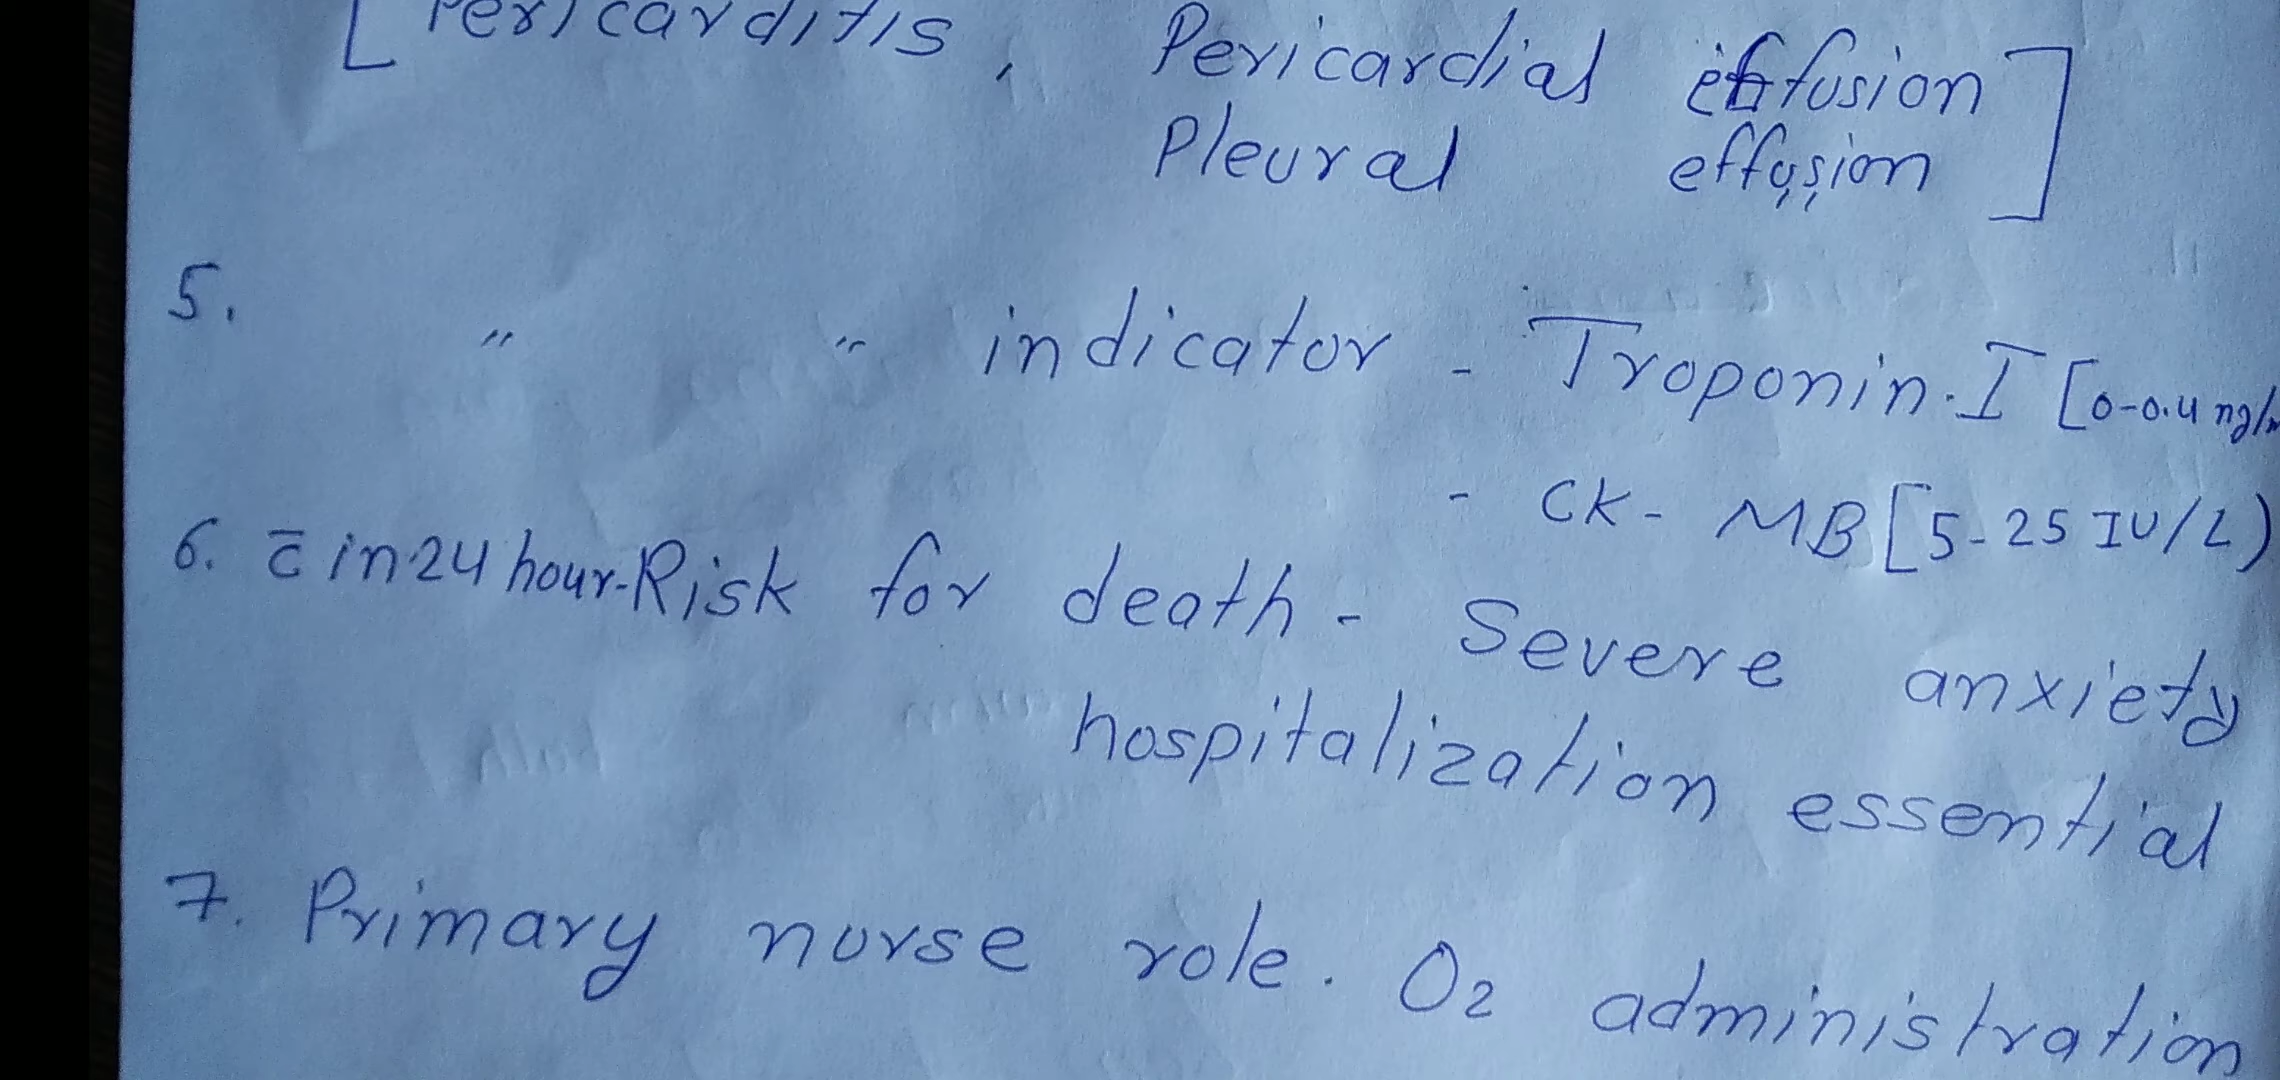 [Pericarditis, Pericardial effusion
Pleural effusion]
5. " " indicator - Troponin-I [0-0.4 ng/m
- CK-MB [5-25 IU/L)
6. c̄ in 24 hour-Risk for death - Severe anxiety
hospitalization essential
7. Primary nurse role. O2 administration